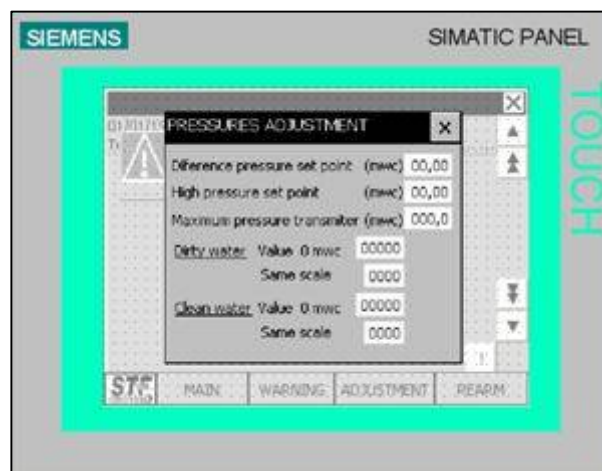 SIEMENS
SIMATIC PANEL
TOUCH
PRESSURES ADJUSTMENT
Diference pressure set point (mwc) 00,00
High pressure set point (mwc) 00,00
Maximum pressure transmiter (mwc) 000,0
Dirty water Value 0 mwc 00000
Same scale 0000
Clean water Value 0 mwc 00000
Same scale 0000
STF MAIN WARNING ADJUSTMENT REARM